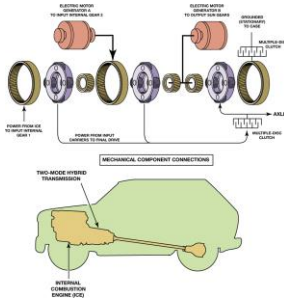 ELECTRIC MOTOR
GENERATOR A
TO INPUT INTERNAL GEAR 2
ELECTRIC MOTOR
GENERATOR B
TO OUTPUT SUN GEARS
GROUNDED
(STATIONARY)
TO CASE
MULTIPLE-DISC
CLUTCH
AXLE
POWER FROM ICE
TO INPUT INTERNAL
GEAR 1
POWER FROM INPUT
CARRIERS TO FINAL DRIVE
MULTIPLE-DISC
CLUTCH
MECHANICAL COMPONENT CONNECTIONS
TWO-MODE HYBRID
TRANSMISSION
INTERNAL
COMBUSTION
ENGINE (ICE)